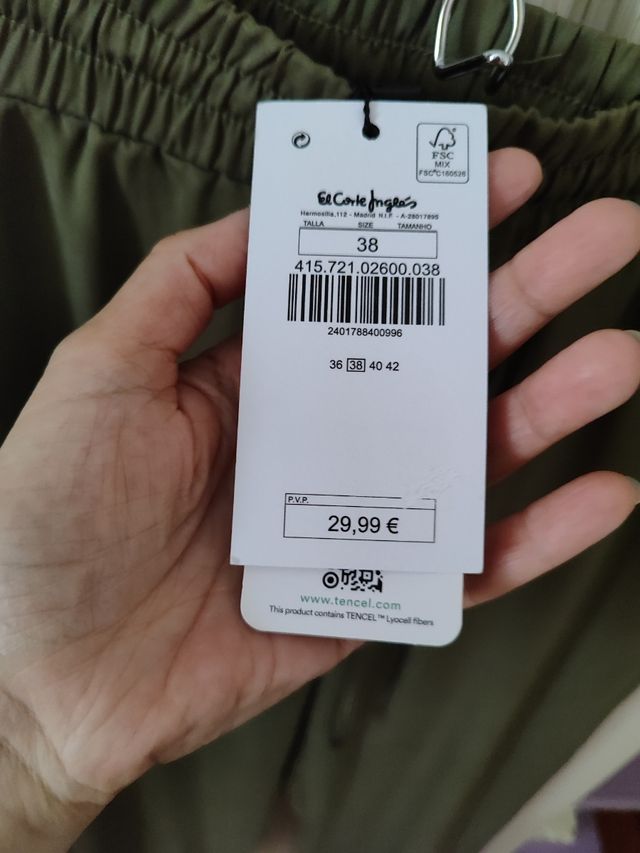 FSC
MIX
FSC® C160526
El Corte Inglés
Hermosilla, 112 - Madrid N.I.F. - A-28017895
TALLA SIZE TAMANHO
38
415.721.02600.038
2401788400996
36 38 40 42
P.V.P.
29,99 €
www.tencel.com
This product contains TENCEL™ Lyocell fibers